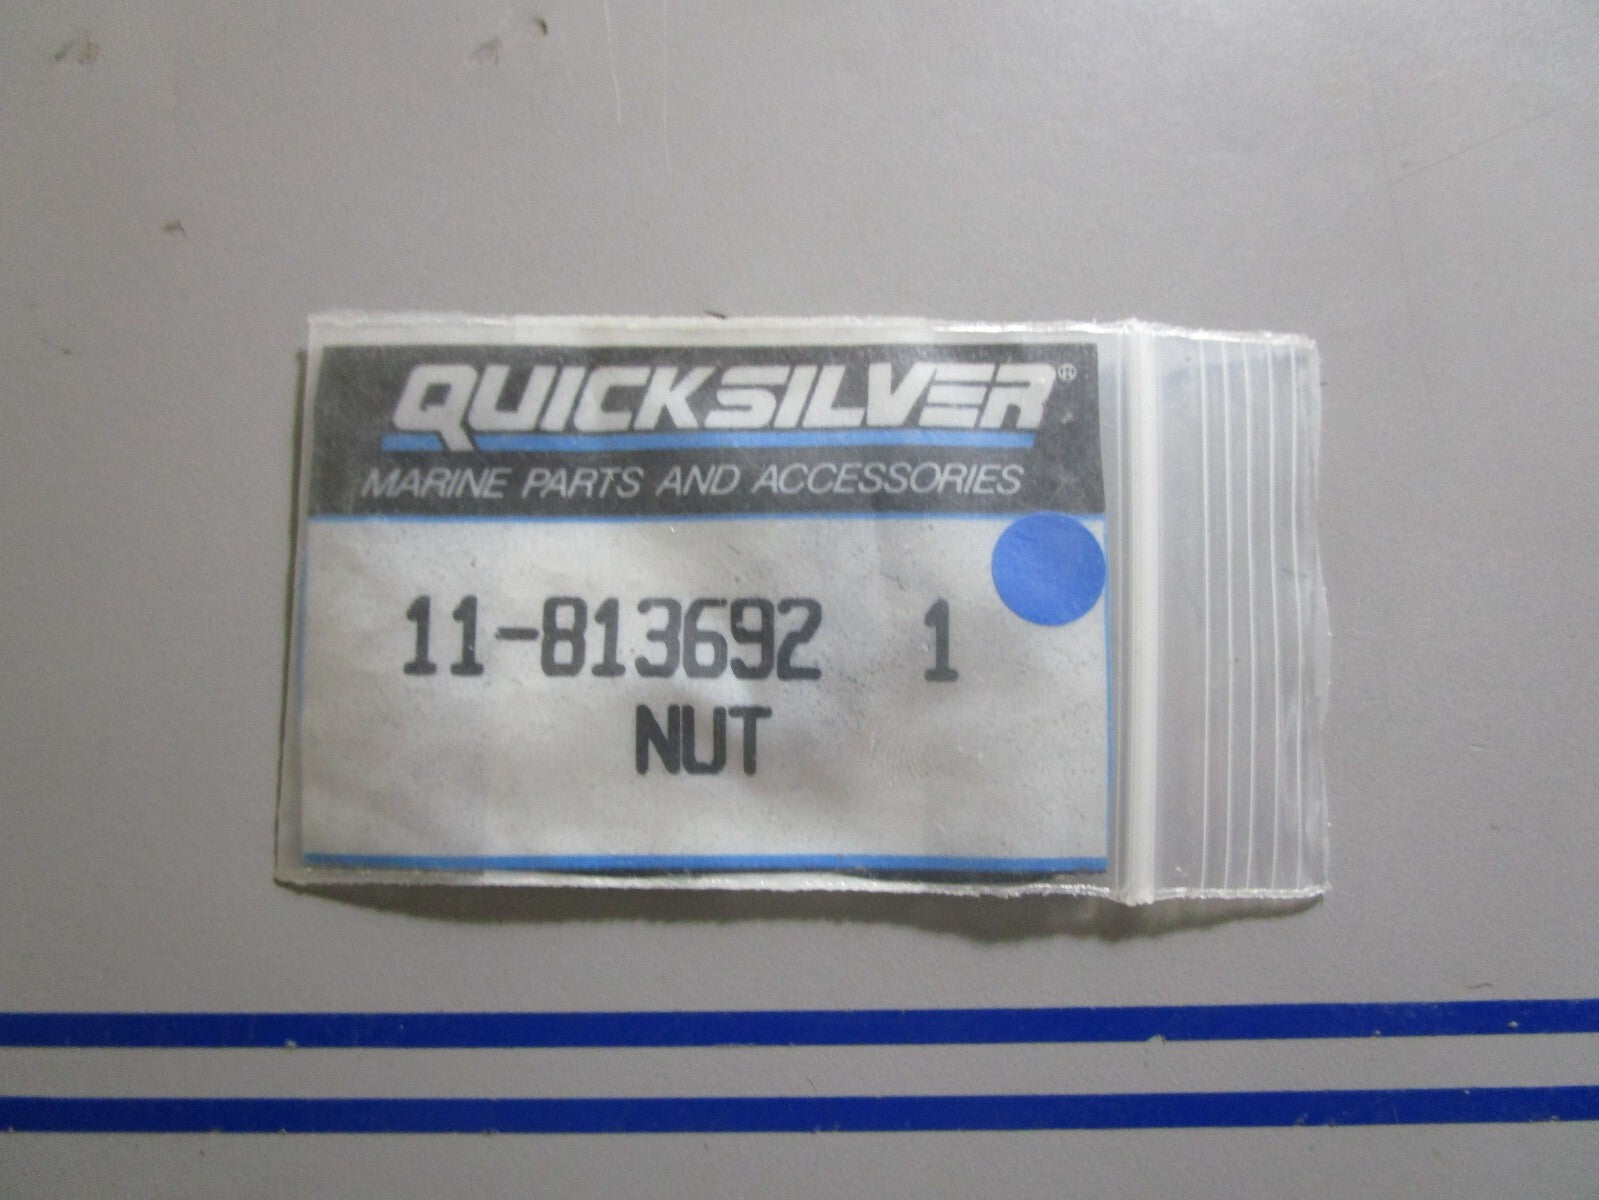 QUICKSILVER®
MARINE PARTS AND ACCESSORIES
11-813692 1
NUT